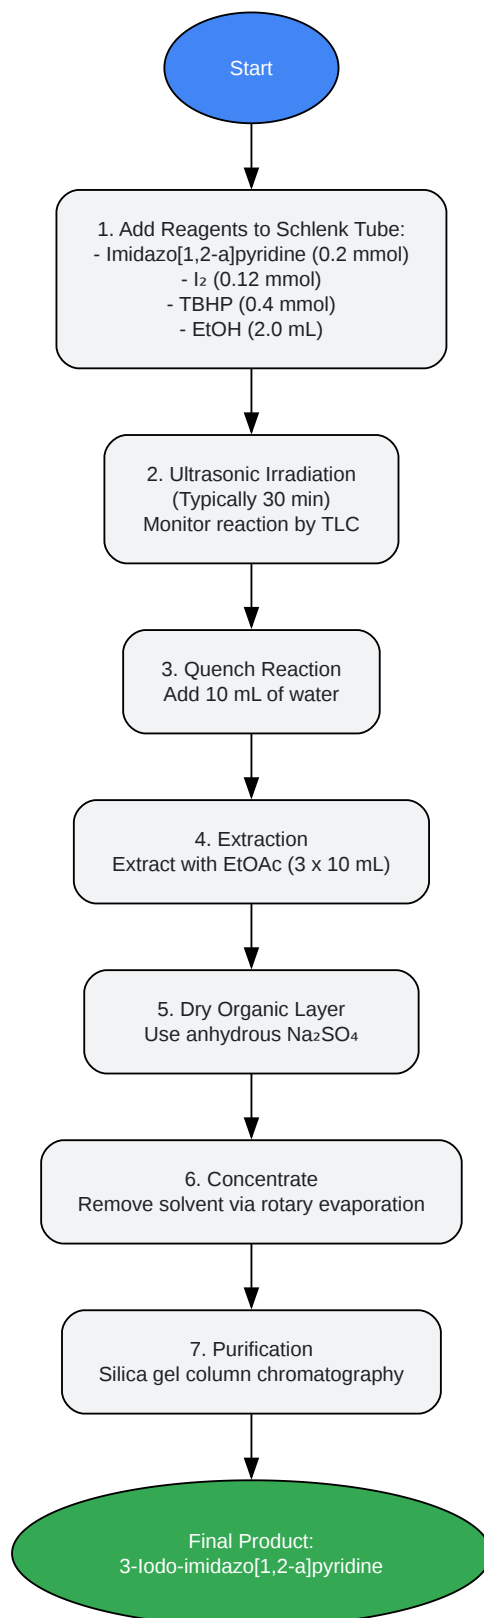 Start
1. Add Reagents to Schlenk Tube:
- Imidazo[1,2-a]pyridine (0.2 mmol)
- I₂ (0.12 mmol)
- TBHP (0.4 mmol)
- EtOH (2.0 mL)
2. Ultrasonic Irradiation
(Typically 30 min)
Monitor reaction by TLC
3. Quench Reaction
Add 10 mL of water
4. Extraction
Extract with EtOAc (3 x 10 mL)
5. Dry Organic Layer
Use anhydrous Na₂SO₄
6. Concentrate
Remove solvent via rotary evaporation
7. Purification
Silica gel column chromatography
Final Product:
3-Iodo-imidazo[1,2-a]pyridine